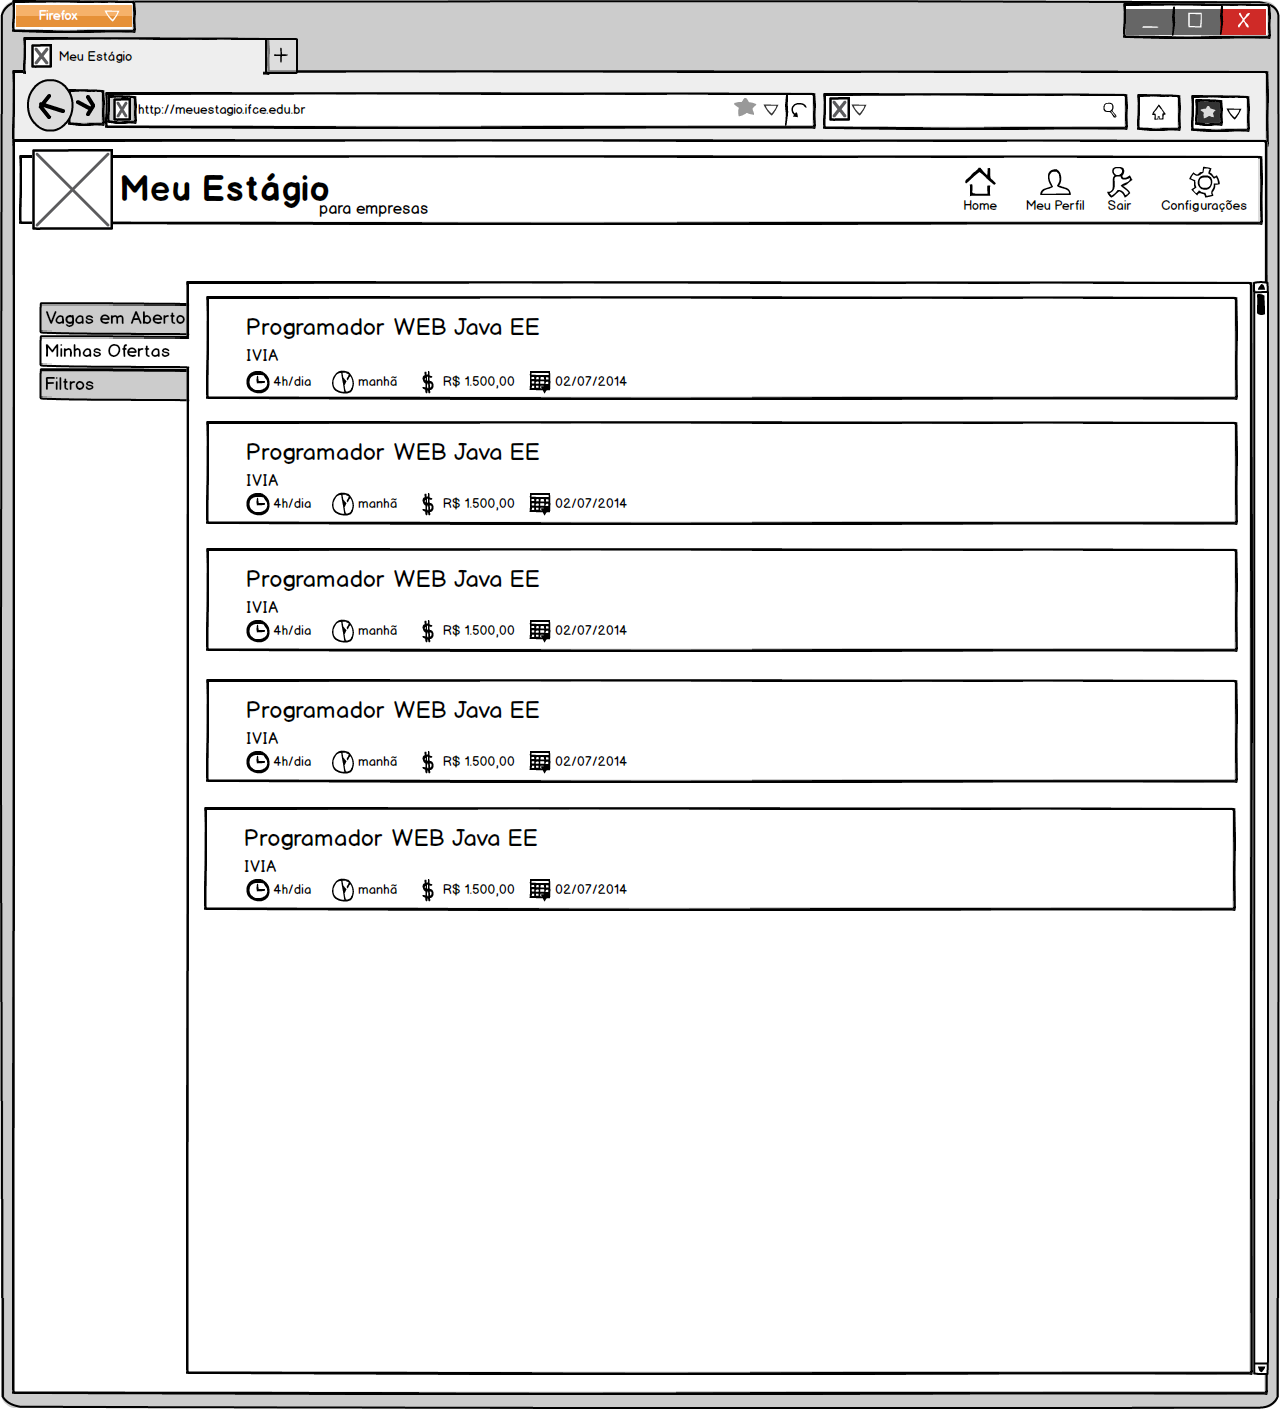 Firefox
Meu Estágio
http://meuestagio.ifce.edu.br
Meu Estágio
para empresas
Home Meu Perfil Sair Configurações
Vagas em Aberto
Minhas Ofertas
Filtros
Programador WEB Java EE
IVIA
4h/dia manhã R$ 1.500,00 02/07/2014
Programador WEB Java EE
IVIA
4h/dia manhã R$ 1.500,00 02/07/2014
Programador WEB Java EE
IVIA
4h/dia manhã R$ 1.500,00 02/07/2014
Programador WEB Java EE
IVIA
4h/dia manhã R$ 1.500,00 02/07/2014
Programador WEB Java EE
IVIA
4h/dia manhã R$ 1.500,00 02/07/2014